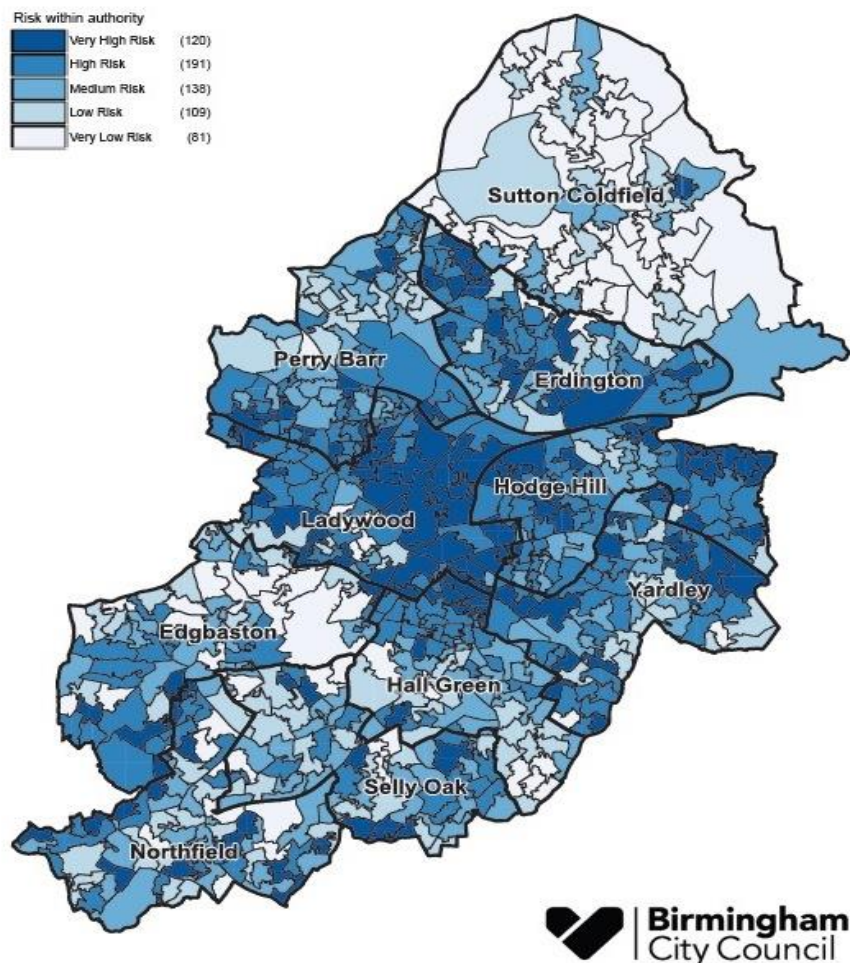 Risk within authority
Very High Risk (120)
High Risk (191)
Medium Risk (138)
Low Risk (109)
Very Low Risk (81)
Sutton Coldfield
Perry Barr
Erdington
Hodge Hill
Ladywood
Yardley
Edgbaston
Hall Green
Selly Oak
Northfield
Birmingham
City Council